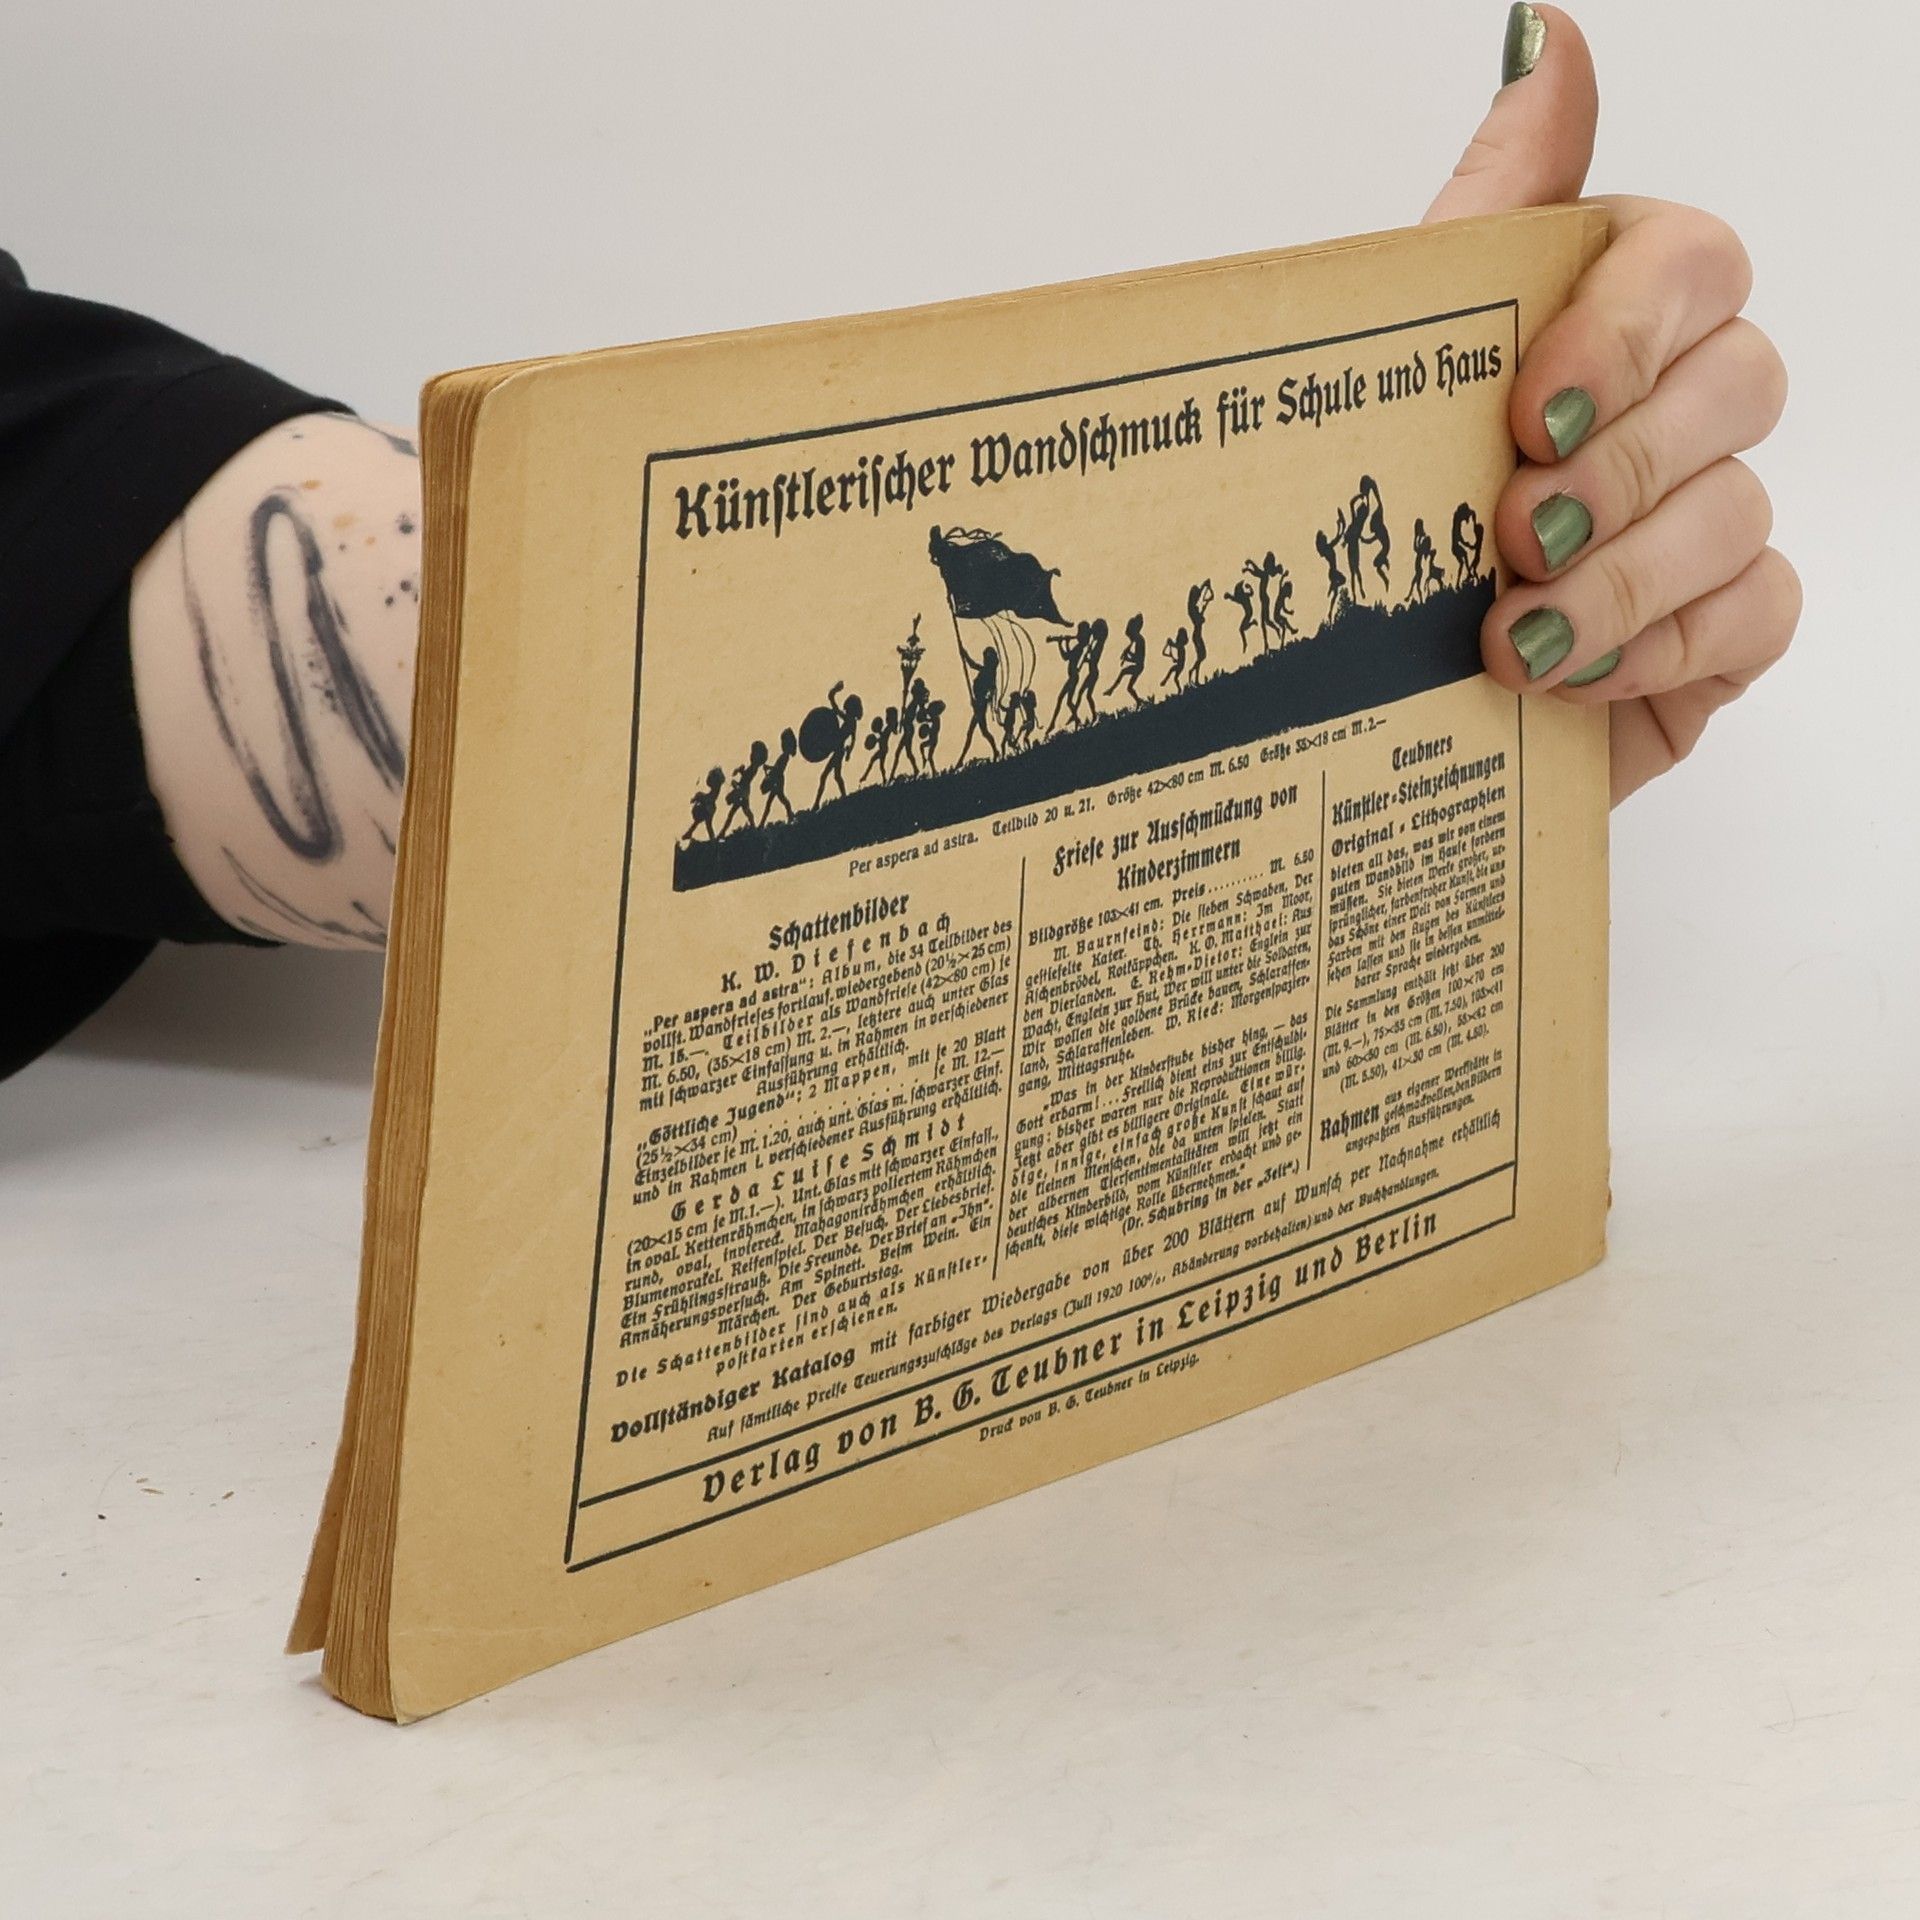 Künſtleriſcher Wandſchmuck für Schule und Haus
Per aspera ad astra. Teilbild 20 u. 21. Größe 42×80 cm M. 6.50 Größe 35×18 cm M. 2.—
Schattenbilder
K. W. Diefenbach
„Per aspera ad astra“: Album, die 34 Teilbilder des
vollſt. Wandfrieſes fortlauf. wiedergebend (20½×25 cm)
M. 15.—. Teilbilder als Wandfrieſe (42×80 cm) je
M. 6.50, (35×18 cm) M. 2.—, letztere auch unter Glas
mit ſchwarzer Einfaſſung u. in Rahmen in verſchiedener
Ausführung erhältlich.
„Göttliche Jugend“: 2 Mappen, mit je 20 Blatt
(25½×34 cm) . . . . . . . . . . je M. 12.—
Einzelbilder je M. 1.20, auch unt. Glas m. ſchwarzer Einf.
und in Rahmen i. verſchiedener Ausführung erhältlich.
Gerda Luiſe Schmidt
(20×15 cm je M. 1.—). Unt. Glas mit ſchwarzer Einfaſſ.,
in oval. Kettenrähmchen, in ſchwarz poliertem Rähmchen
rund, oval, inviereck. Mahagonirähmchen erhältlich.
Blumenorakel. Reifenſpiel. Der Beſuch. Der Liebesbrief.
Ein Frühlingsſtrauß. Die Freunde. Der Brief an „Ihn“.
Annäherungsverſuch. Am Spinett. Beim Wein. Ein
Märchen. Der Geburtstag.
Die Schattenbilder ſind auch als Künſtler-
poſtkarten erſchienen.
Frieſe zur Ausſchmückung von
Kinderzimmern
Bildgröße 103×41 cm. Preis . . . . . . . . . . M. 6.50
M. Baurnfeind: Die ſieben Schwaben, Der
geſtiefelte Kater. Th. Herrmann: Im Moor,
Aſchenbrödel, Rotkäppchen. K. O. Matthaei: Aus
den Vierlanden. E. Rehm-Vietor: Englein zur
Wacht, Englein zur Hut, Wer will unter die Soldaten,
Wir wollen die goldene Brücke bauen, Schlaraffen-
land, Schlaraffenleben. W. Ried: Morgenſpazier-
gang, Mittagsruhe.
„Was in der Kinderſtube bisher hing, — das
Gott erbarm! ... Freilich dient eins zur Entſchuldi-
gung: bisher waren nur die Reproduktionen billig.
Jetzt aber gibt es billigere Originale. Eine wür-
dige, innige, einfach große Kunſt ſchaut auf
die kleinen Menſchen, die da unten ſpielen. Statt
der albernen Tierſentimentalitäten will jetzt ein
deutſches Kinderbild, vom Künſtler erdacht und ge-
ſchenkt, dieſe wichtige Rolle übernehmen.“
(Dr. Schubring in der „Zeit“.)
Teubners
Künſtler-Steinzeichnungen
Original-Lithographien
bieten all das, was wir von einem
guten Wandbild im Hauſe fordern
müſſen. Sie bieten Werke großer, ur-
ſprünglicher, farbenfroher Kunſt, die uns
das Schöne einer Welt von Formen und
Farben mit den Augen des Künſtlers
ſehen laſſen und ſie in deſſen unmittel-
barer Sprache wiedergeben.
Die Sammlung enthält jetzt über 200
Blätter in den Größen 100×70 cm
(M. 9.—), 75×55 cm (M. 7.50), 103×41
und 60×50 cm (M. 6.50), 55×42 cm
(M. 5.50), 41×30 cm (M. 4.50).
Rahmen aus eigener Werkſtätte in
geſchmackvollen, den Bildern
angepaßten Ausführungen.
Vollſtändiger Katalog mit farbiger Wiedergabe von über 200 Blättern auf Wunſch per Nachnahme erhältlich
Auf ſämtliche Preiſe Teuerungszuſchläge des Verlags (Juli 1920 100%, Abänderung vorbehalten) und der Buchhandlungen.
Verlag von B. G. Teubner in Leipzig und Berlin
Druck von B. G. Teubner in Leipzig.